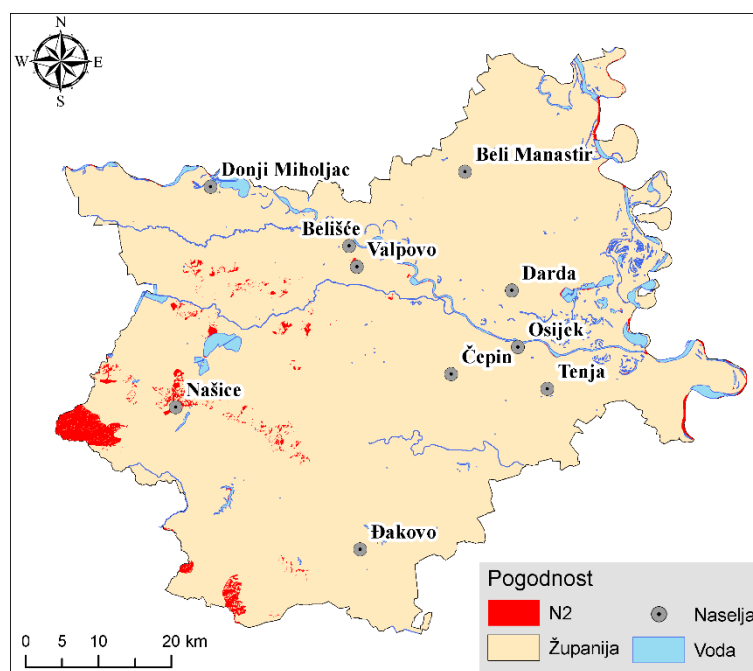 N
W E
S
Donji Miholjac
Beli Manastir
Belišće
Valpovo
Darda
Osijek
Čepin
Tenja
Našice
Đakovo
Pogodnost
N2
Naselja
Županija
Voda
0 5 10 20 km